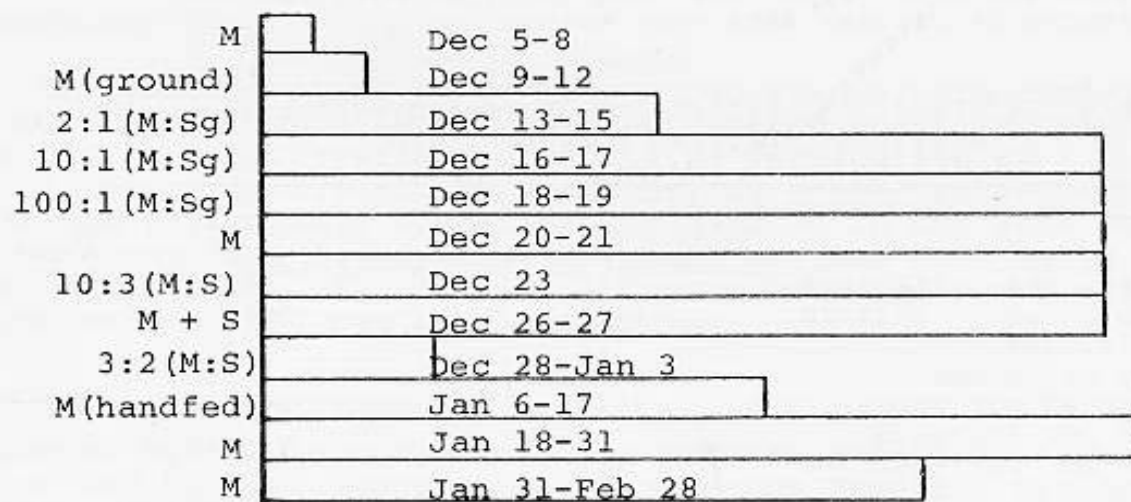 M Dec 5-8
M(ground) Dec 9-12
2:1(M:Sg) Dec 13-15
10:1(M:Sg) Dec 16-17
100:1(M:Sg) Dec 18-19
M Dec 20-21
10:3(M:S) Dec 23
M + S Dec 26-27
3:2(M:S) Dec 28-Jan 3
M(handfed) Jan 6-17
M Jan 18-31
M Jan 31-Feb 28